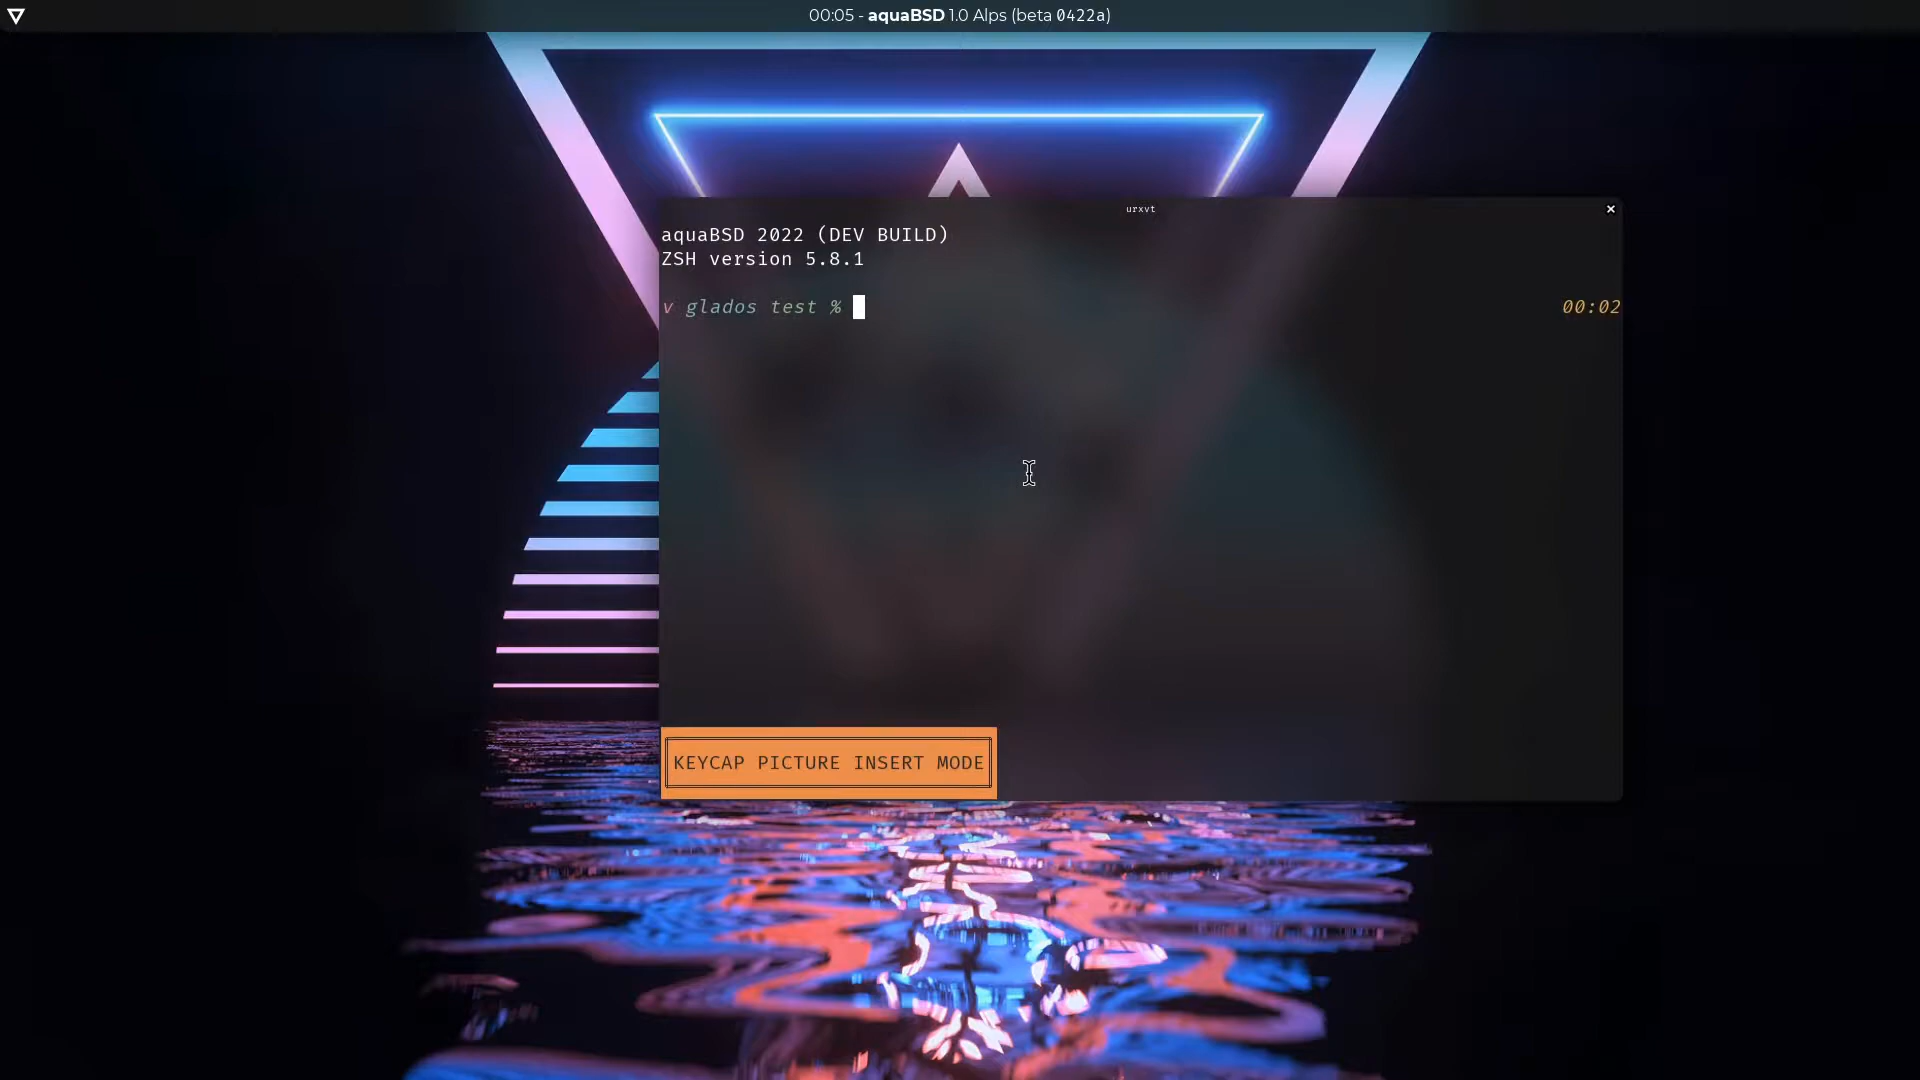 00:05 - aquaBSD 1.0 Alps (beta 0422a)
urxvt
aquaBSD 2022 (DEV BUILD)
ZSH version 5.8.1
v glados test % 00:02
KEYCAP PICTURE INSERT MODE